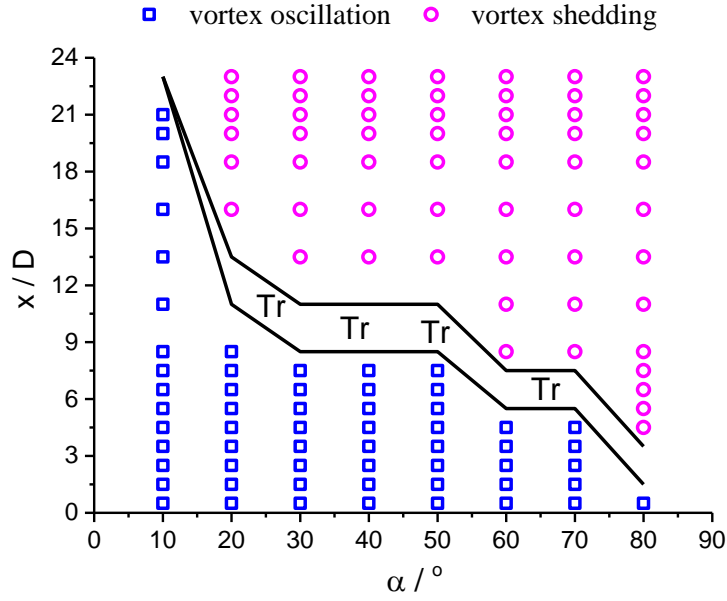 vortex oscillation vortex shedding
24
21
18
15
12
9
6
3
0
x / D
Tr
Tr
Tr
Tr
0 10 20 30 40 50 60 70 80 90
α / °